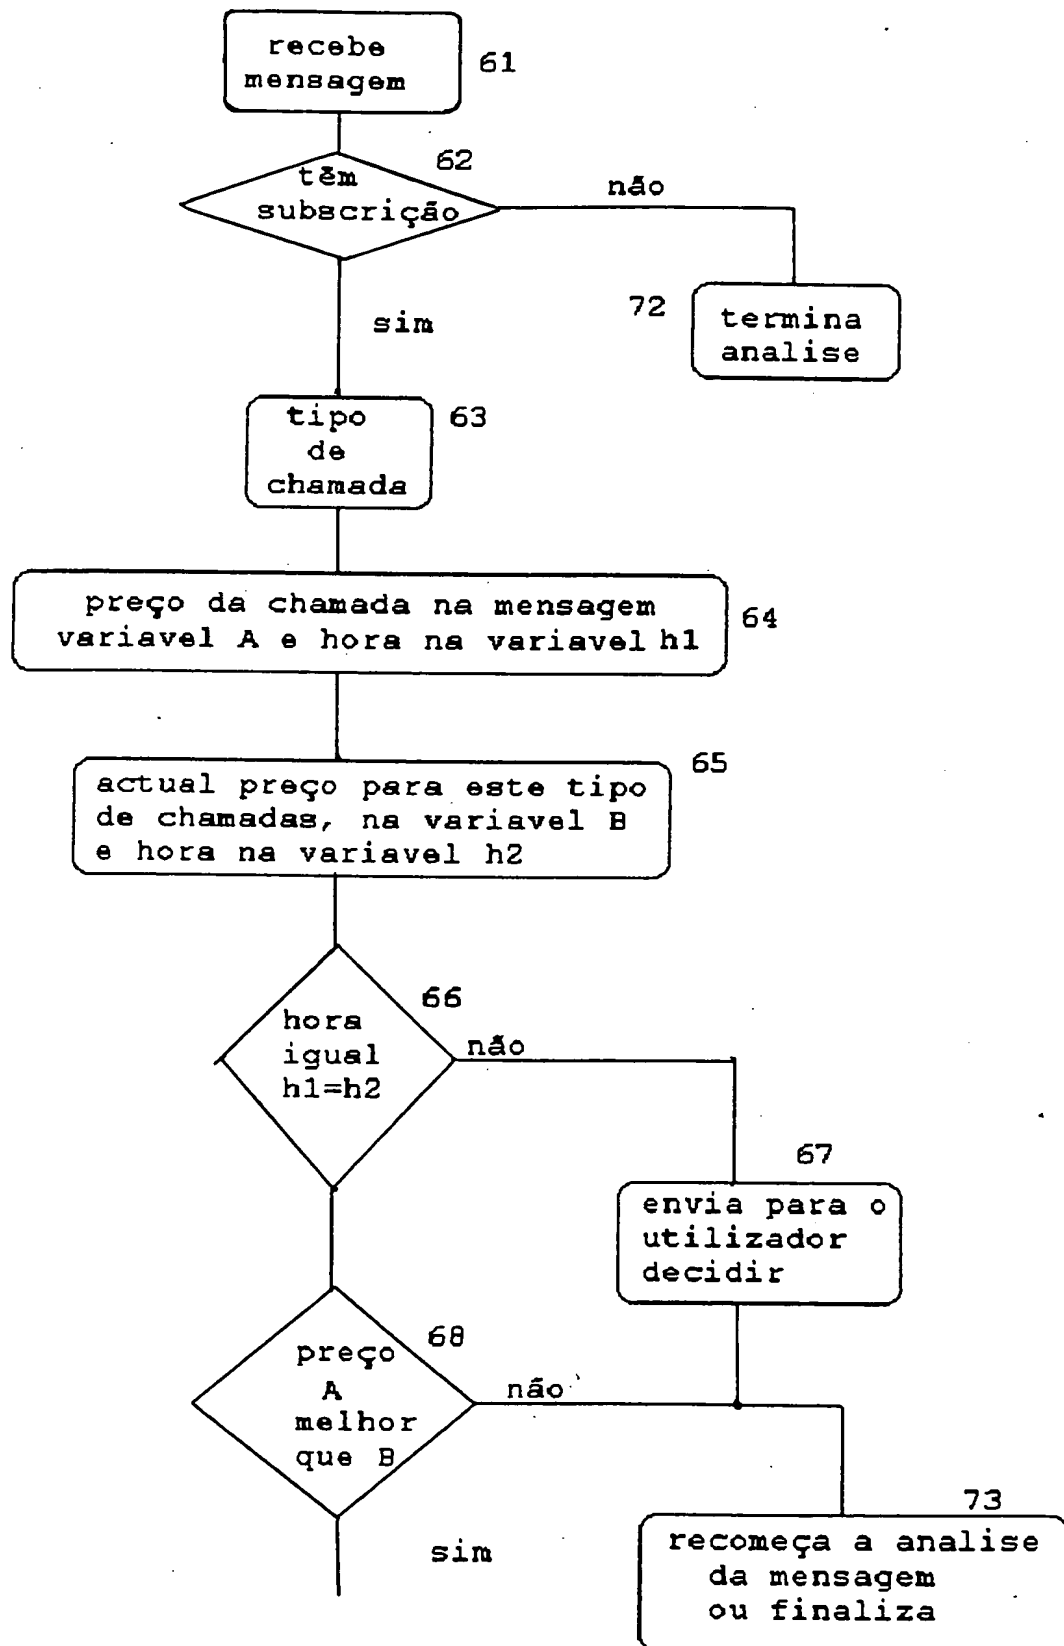 recebe
mensagem
61
62
têm
subscrição
não
sim
72
termina
analise
tipo
de
chamada
63
preço da chamada na mensagem
variavel A e hora na variavel h1
64
65
actual preço para este tipo
de chamadas, na variavel B
e hora na variavel h2
66
hora
igual
h1=h2
não
67
envia para o
utilizador
decidir
68
preço
A
melhor
que B
não
sim
73
recomeça a analise
da mensagem
ou finaliza